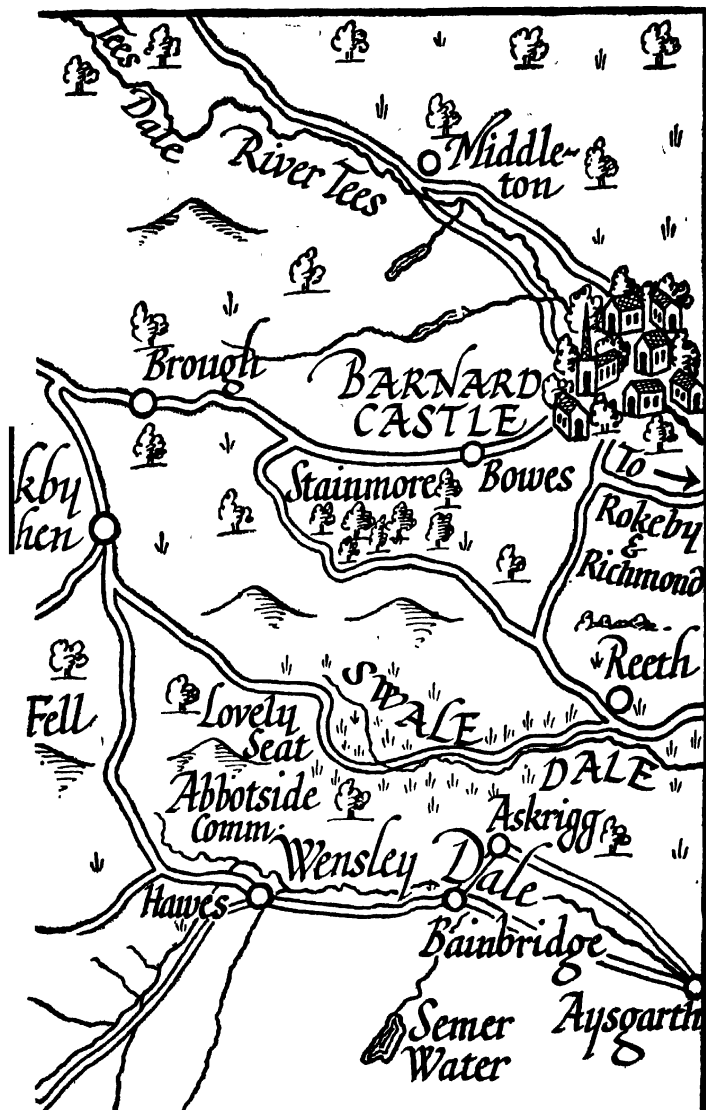 Tees
Dale
River Tees
Middle-
ton
Brough
BARNARD
CASTLE
To
Stainmore
Bowes
kby
hen
Rokeby
&
Richmond
Reeth
Fell
Lovely
Seat
SWALE
DALE
Abbotside
Comm:
Askrigg
Wensley Dale
Hawes
Bainbridge
Aysgarth
Semer
Water